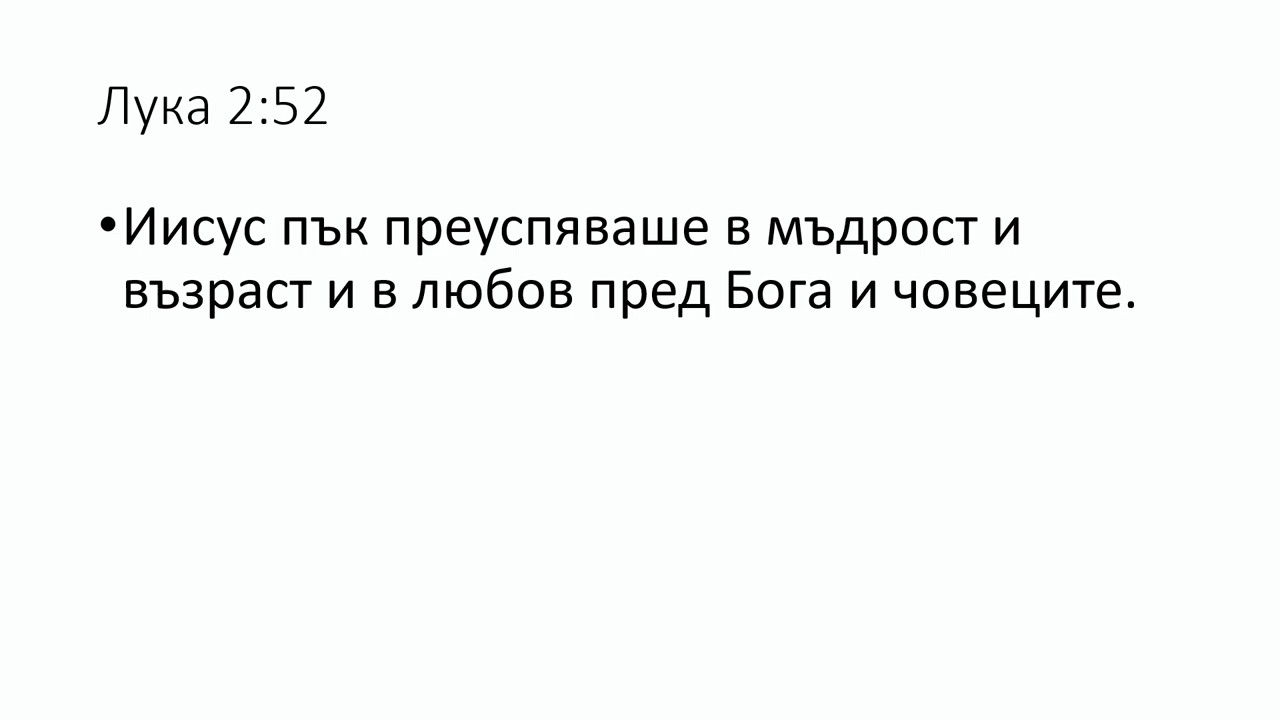 Лука 2:52
•Иисус пък преуспяваше в мъдрост и
възраст и в любов пред Бога и човеците.